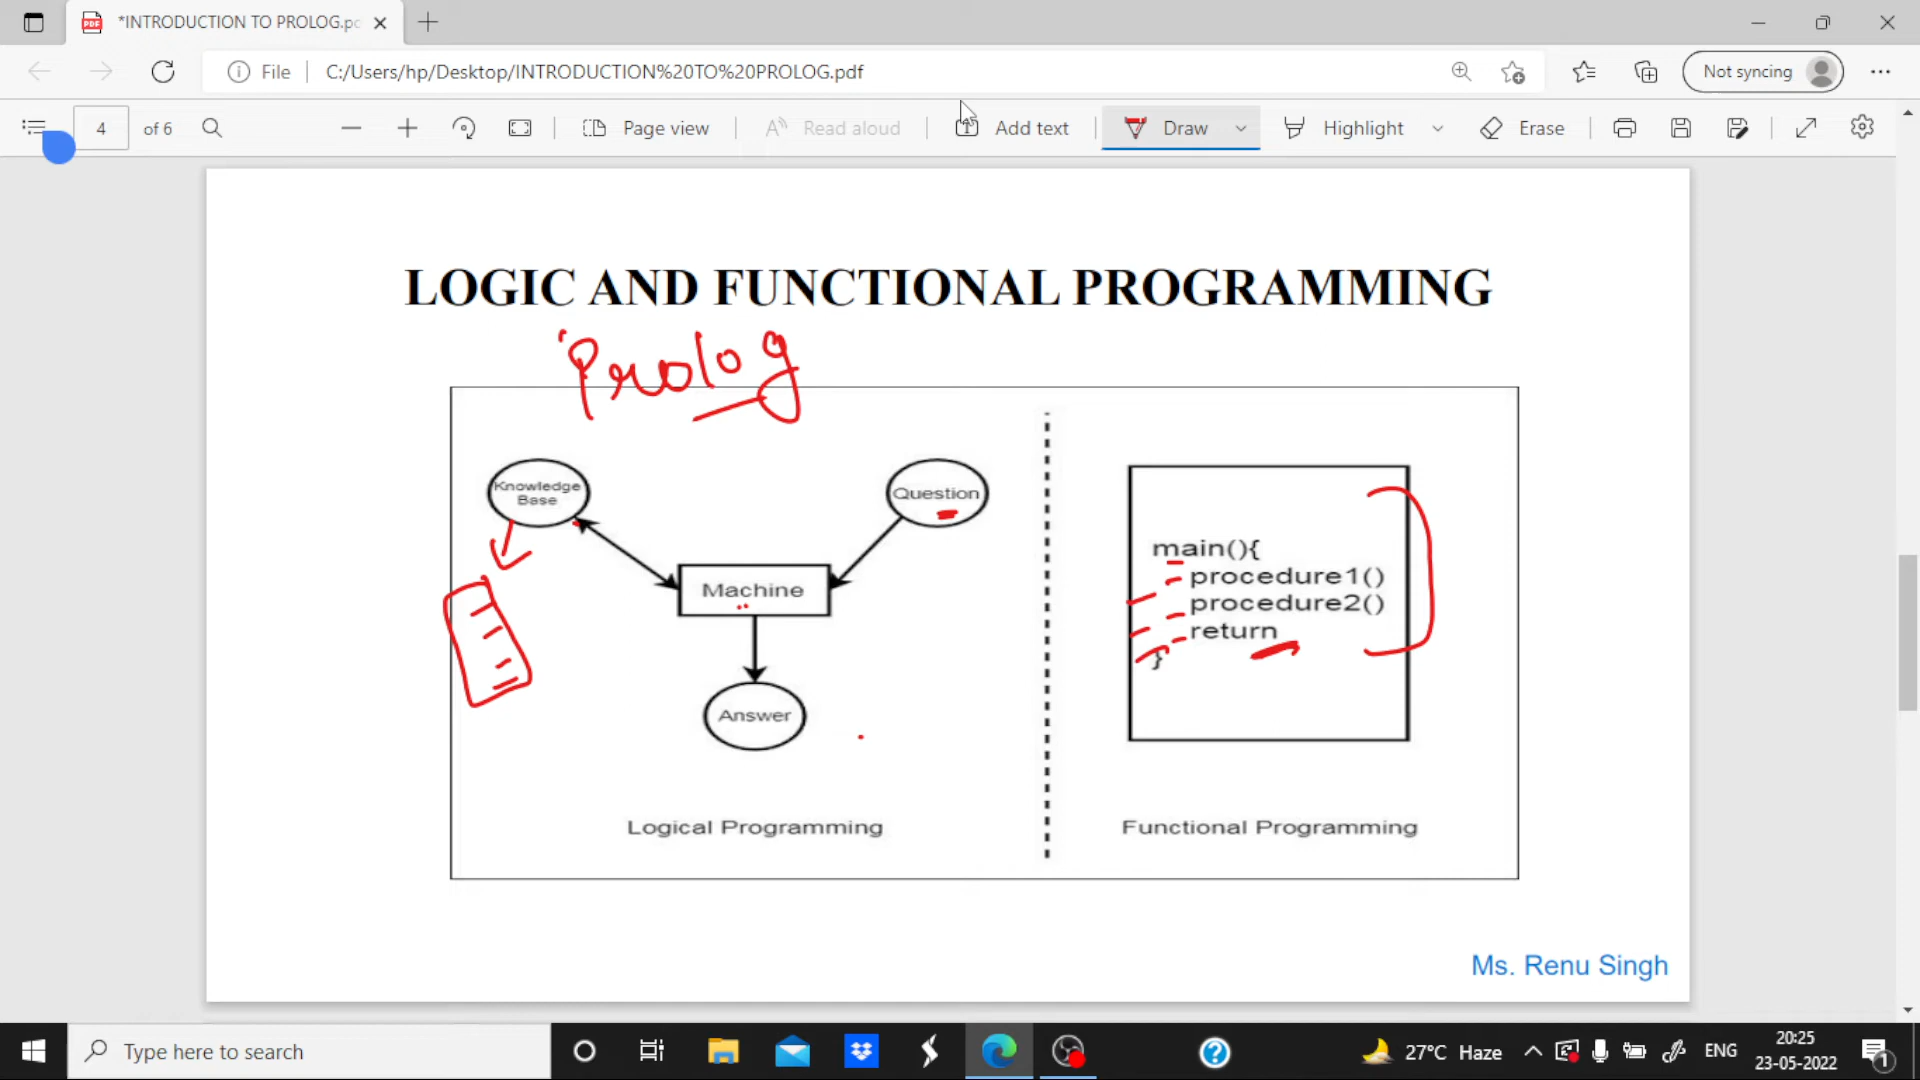 *INTRODUCTION TO PROLOG.pc
File
C:/Users/hp/Desktop/INTRODUCTION%20TO%20PROLOG.pdf
Not syncing
4 of 6
Page view
Read aloud
Add text
Draw
Highlight
Erase
LOGIC AND FUNCTIONAL PROGRAMMING
Prolog
Knowledge
Base
Question
Machine
Answer
Logical Programming
main(){
procedure1()
procedure2()
return
}
Functional Programming
Ms. Renu Singh
Type here to search
27°C Haze
ENG
20:25
23-05-2022
1